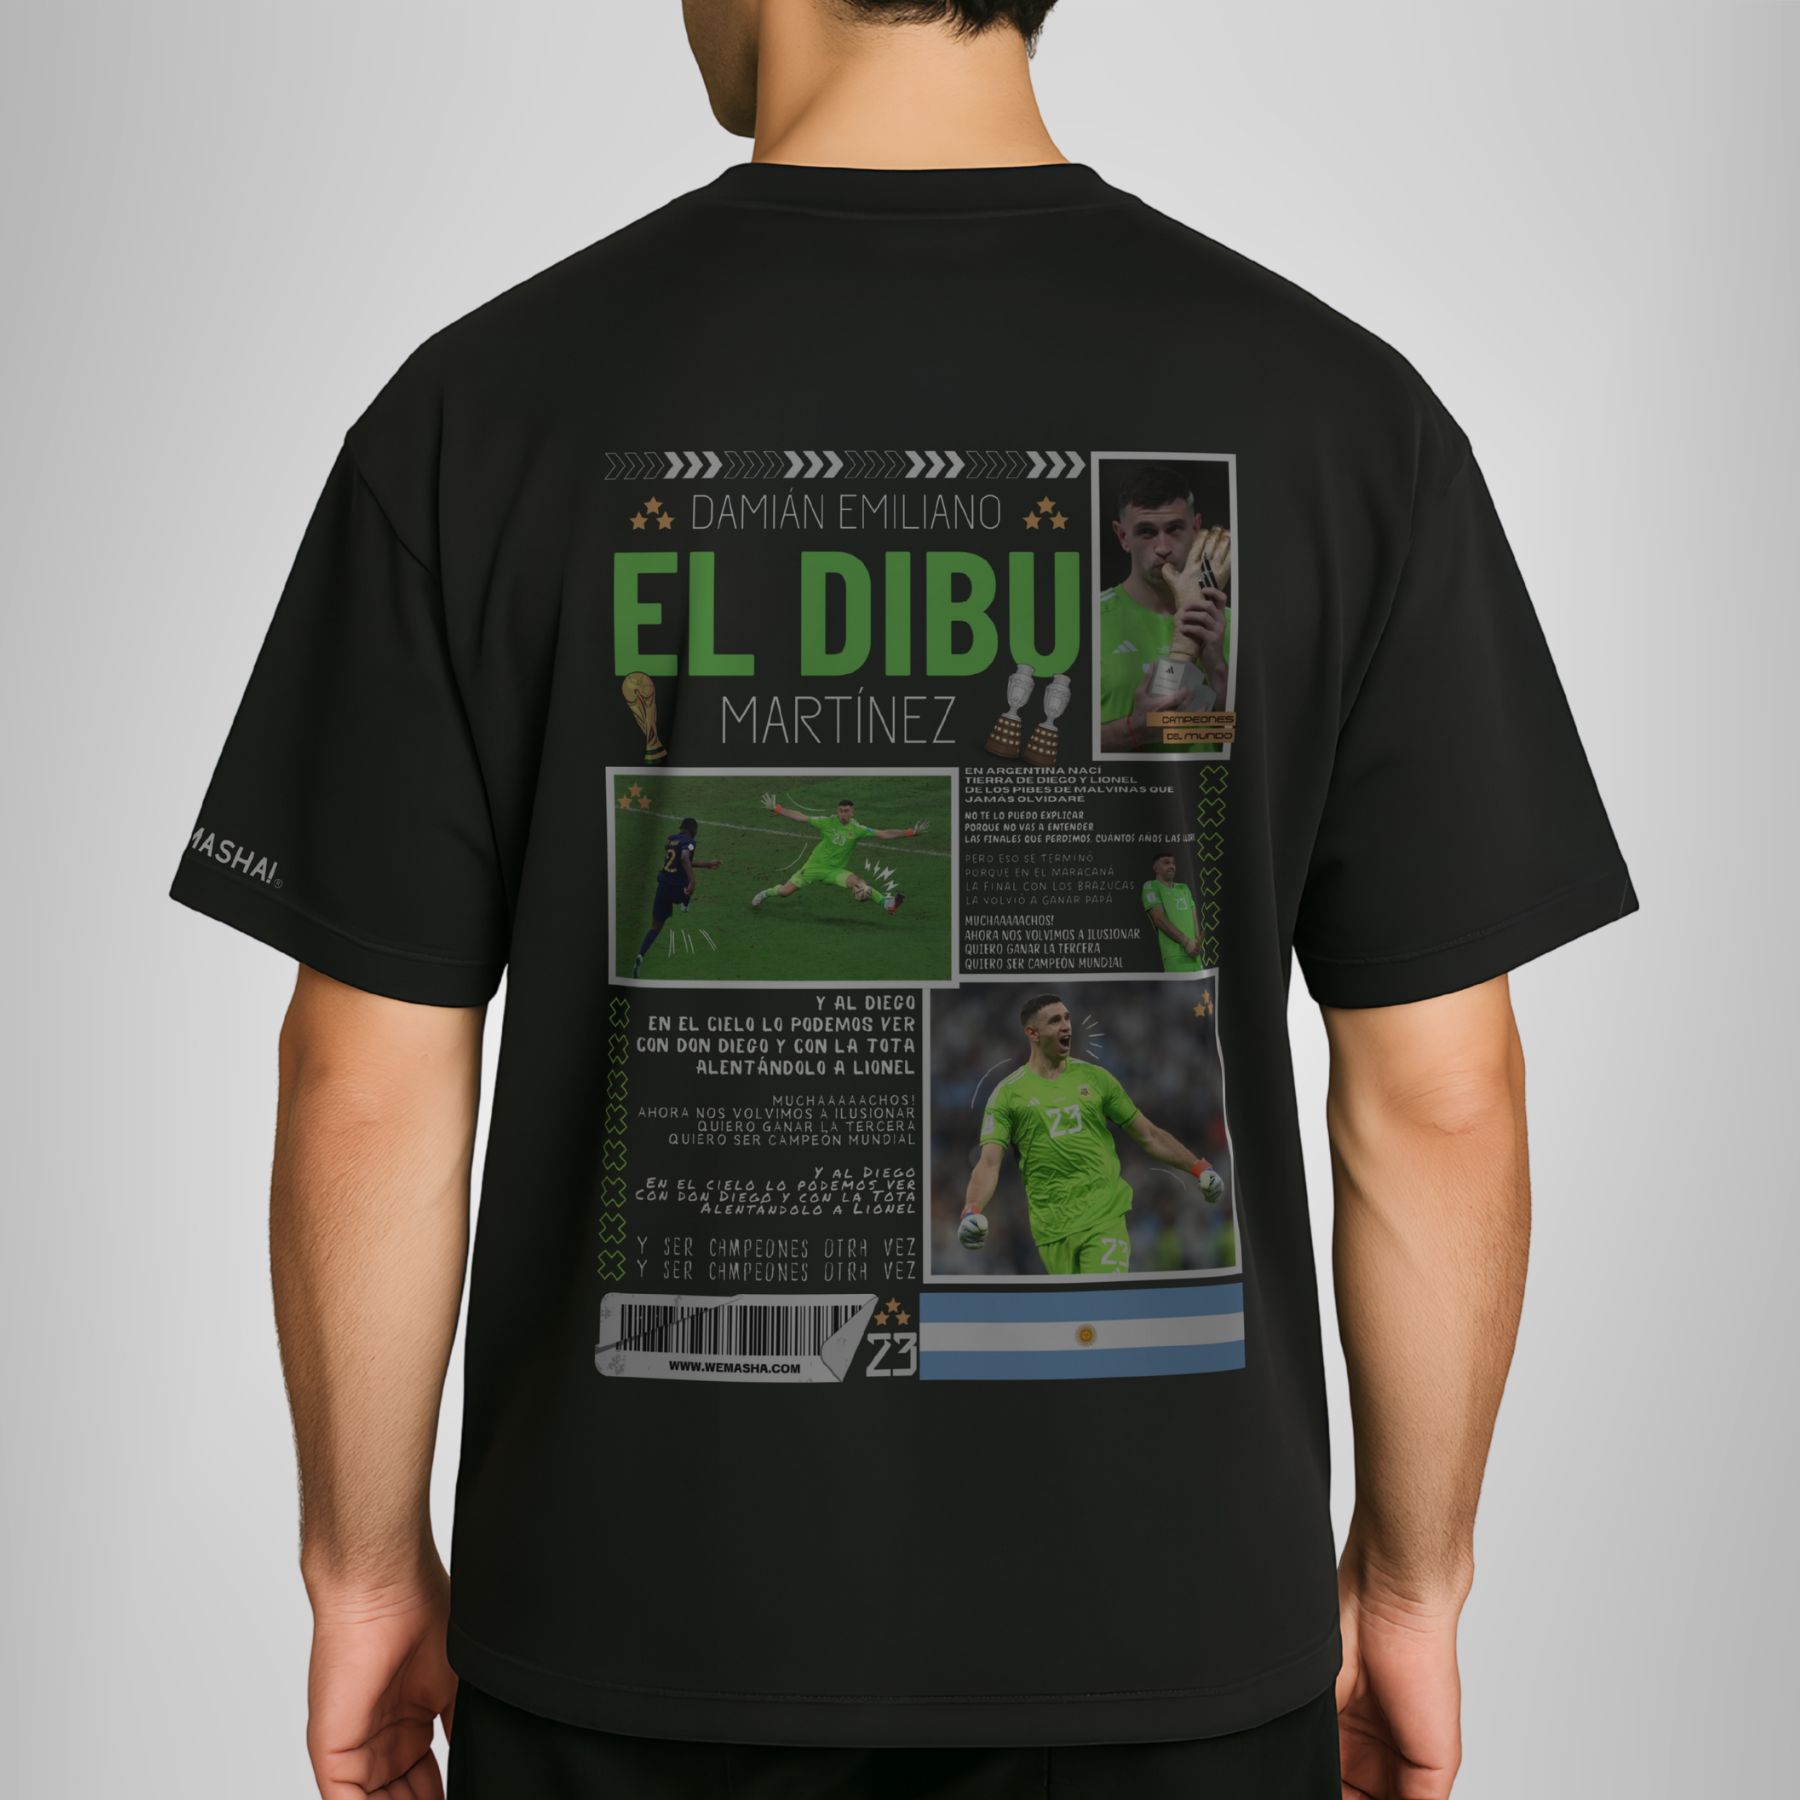 DAMIÁN EMILIANO
EL DIBU
MARTÍNEZ
CAMPEONES
DEL MUNDO
EN ARGENTINA NACÍ
TIERRA DE DIEGO Y LIONEL
DE LOS PIBES DE MALVINAS QUE
JAMÁS OLVIDARÉ
NO TE LO PUEDO EXPLICAR
PORQUE NO VAS A ENTENDER
LAS FINALES QUE PERDIMOS, CUANTOS AÑOS LAS
PERO ESO SE TERMINÓ
PORQUE EN EL MARACANÁ
LA FINAL CON LOS BRAZUCAS
LA VOLVIÓ A GANAR PAPÁ
MUCHAAAAACHOS!
AHORA NOS VOLVIMOS A ILUSIONAR
QUIERO GANAR LA TERCERA
QUIERO SER CAMPEÓN MUNDIAL
23
MASHA!®
Y AL DIEGO
EN EL CIELO LO PODEMOS VER
CON DON DIEGO Y CON LA TOTA
ALENTÁNDOLO A LIONEL
MUCHAAAAACHOS!
AHORA NOS VOLVIMOS A ILUSIONAR
QUIERO GANAR LA TERCERA
QUIERO SER CAMPEÓN MUNDIAL
Y AL DIEGO
EN EL CIELO LO PODEMOS VER
CON DON DIEGO Y CON LA TOTA
ALENTÁNDOLO A LIONEL
Y SER CAMPEONES OTRA VEZ
Y SER CAMPEONES OTRA VEZ
23
23
WWW.WEMASHA.COM
23